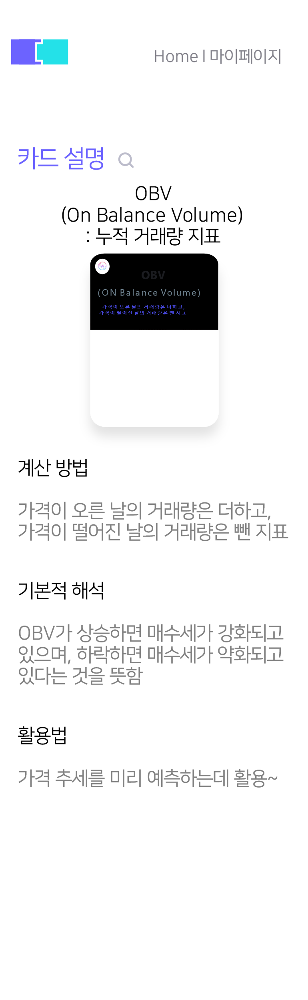 Home | 마이페이지
카드 설명
OBV
(On Balance Volume)
: 누적 거래량 지표
₩
OBV
(ON Balance Volume)
가격이 오른 날의 거래량은 더하고,
가격이 떨어진 날의 거래량은 뺀 지표
계산 방법
가격이 오른 날의 거래량은 더하고,
가격이 떨어진 날의 거래량은 뺀 지표
기본적 해석
OBV가 상승하면 매수세가 강화되고
있으며, 하락하면 매수세가 약화되고
있다는 것을 뜻함
활용법
가격 추세를 미리 예측하는데 활용~